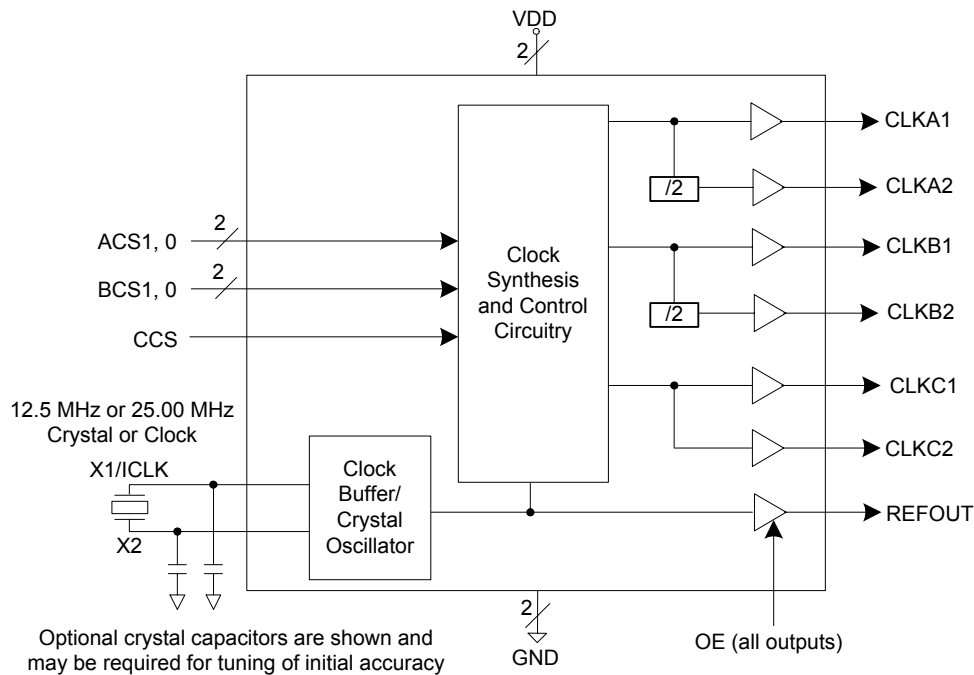 VDD
2
CLKA1
/2
CLKA2
2
ACS1, 0
CLKB1
2
BCS1, 0
Clock
Synthesis
and Control
Circuitry
/2
CLKB2
CCS
CLKC1
12.5 MHz or 25.00 MHz
Crystal or Clock
CLKC2
X1/ICLK
Clock
Buffer/
Crystal
Oscillator
REFOUT
X2
2
Optional crystal capacitors are shown and
may be required for tuning of initial accuracy
GND
OE (all outputs)